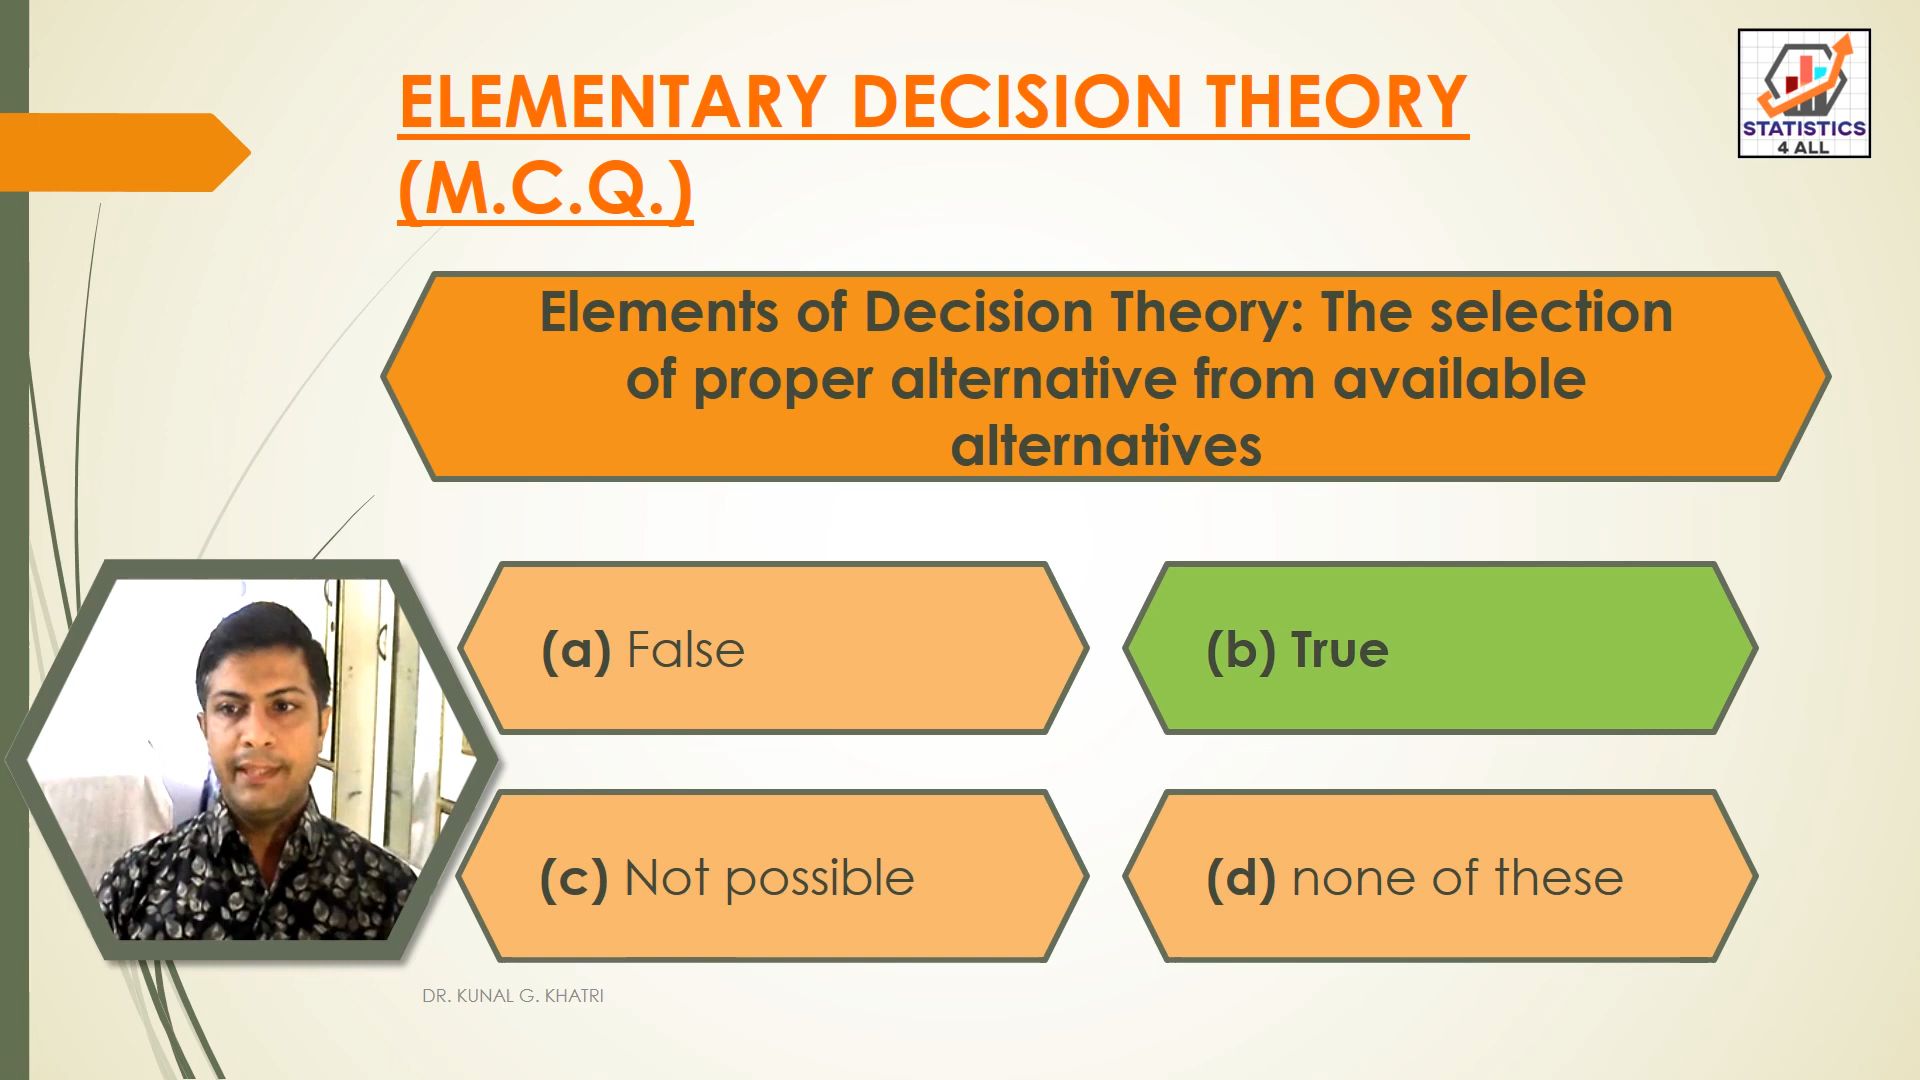 ELEMENTARY DECISION THEORY
(M.C.Q.)
STATISTICS
4 ALL
Elements of Decision Theory: The selection
of proper alternative from available
alternatives
(a) False
(b) True
(c) Not possible
(d) none of these
DR. KUNAL G. KHATRI